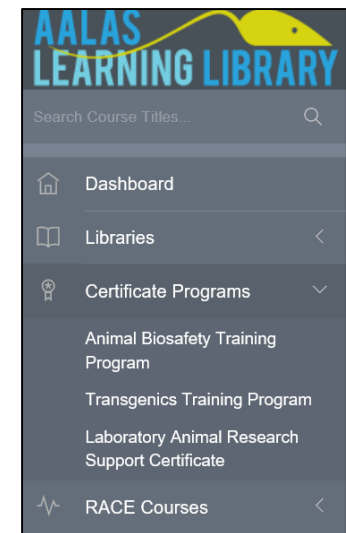 AALAS
LEARNING LIBRARY
Search Course Titles...
Dashboard
Libraries
Certificate Programs
Animal Biosafety Training
Program
Transgenics Training Program
Laboratory Animal Research
Support Certificate
RACE Courses